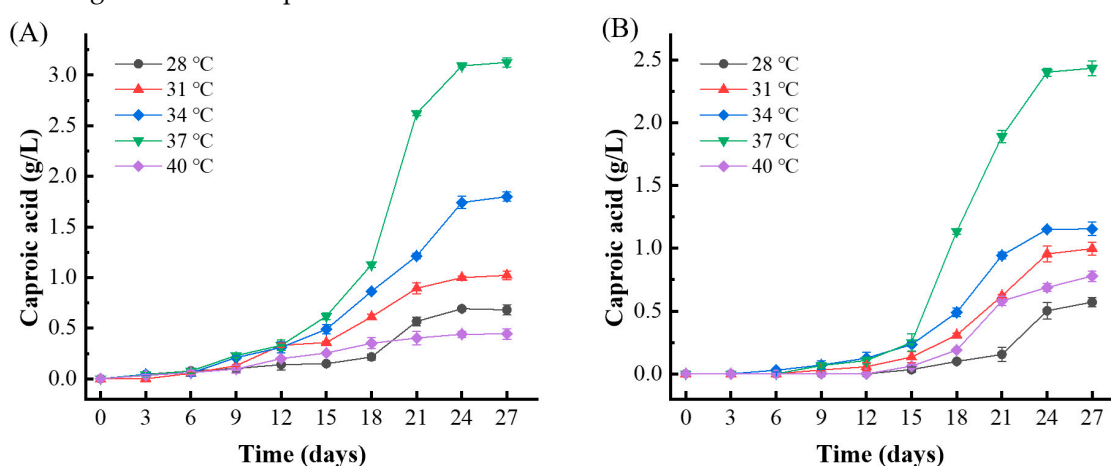 (A)
Caproic acid (g/L)
3.0
2.5
2.0
1.5
1.0
0.5
0.0
28 °C
31 °C
34 °C
37 °C
40 °C
0 3 6 9 12 15 18 21 24 27
Time (days)
(B)
Caproic acid (g/L)
2.5
2.0
1.5
1.0
0.5
0.0
28 °C
31 °C
34 °C
37 °C
40 °C
0 3 6 9 12 15 18 21 24 27
Time (days)